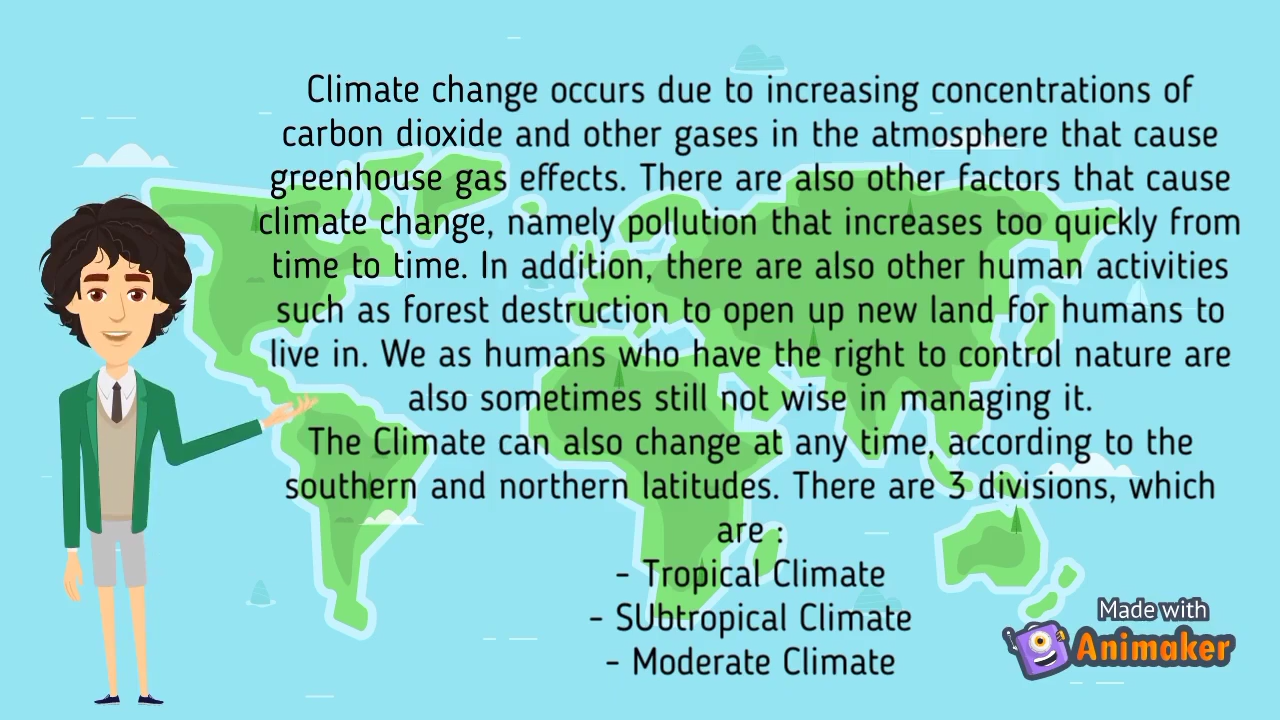 Climate change occurs due to increasing concentrations of
carbon dioxide and other gases in the atmosphere that cause
greenhouse gas effects. There are also other factors that cause
climate change, namely pollution that increases too quickly from
time to time. In addition, there are also other human activities
such as forest destruction to open up new land for humans to
live in. We as humans who have the right to control nature are
also sometimes still not wise in managing it.
The Climate can also change at any time, according to the
southern and northern latitudes. There are 3 divisions, which
are :
- Tropical Climate
- SUbtropical Climate
- Moderate Climate
Made with
Animaker